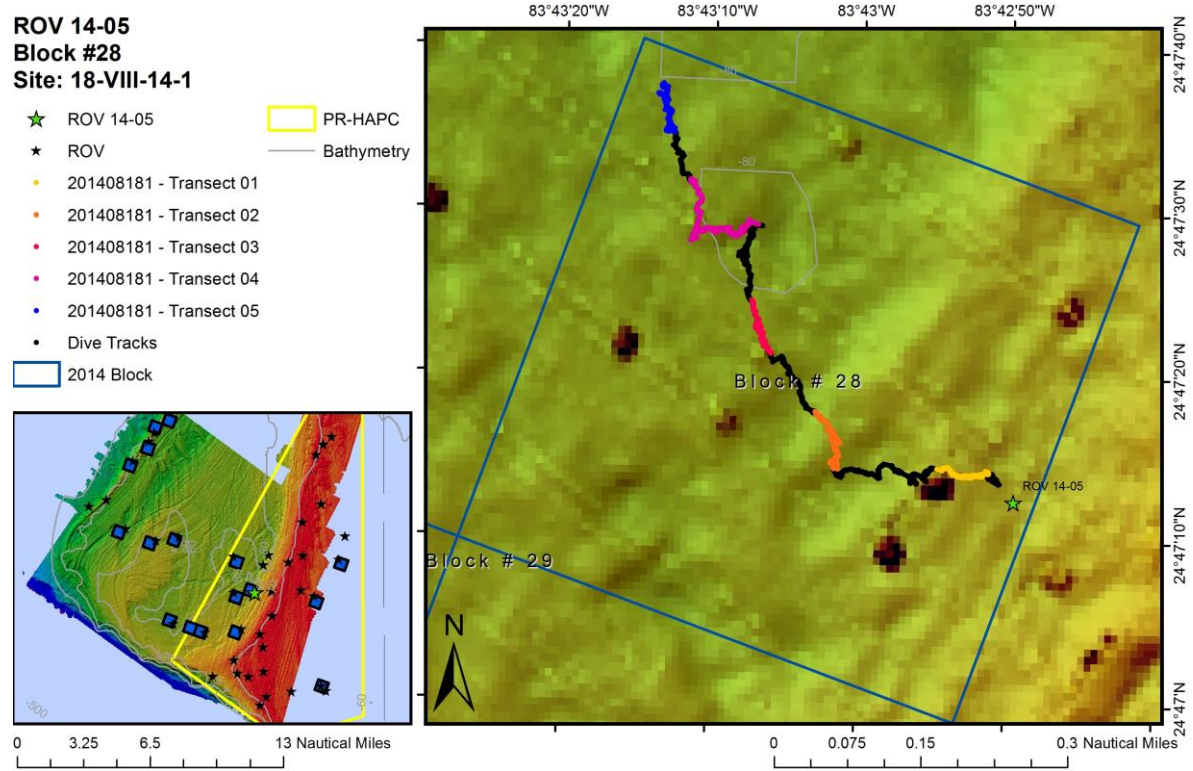 ROV 14-05
Block #28
Site: 18-VIII-14-1
ROV 14-05
ROV
201408181 - Transect 01
201408181 - Transect 02
201408181 - Transect 03
201408181 - Transect 04
201408181 - Transect 05
Dive Tracks
2014 Block
PR-HAPC
Bathymetry
83°43'20"W
83°43'10"W
83°43'W
83°42'50"W
24°47'40"N
24°47'30"N
24°47'20"N
24°47'10"N
24°47'N
-80
-80
Block # 28
ROV 14-05
Block # 29
N
-500
-60
0 3.25 6.5 13 Nautical Miles
0 0.075 0.15 0.3 Nautical Miles